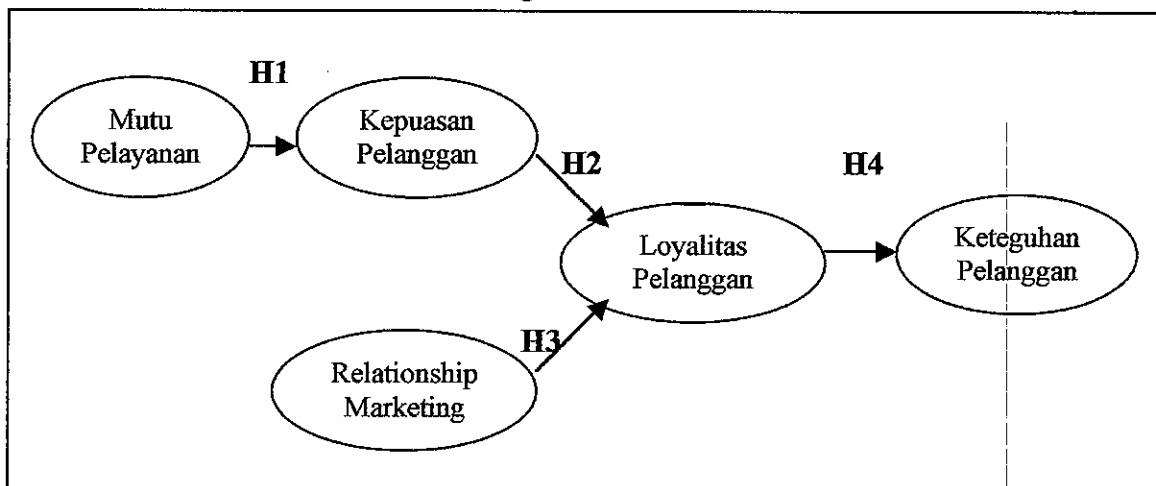 H1
Mutu
Pelayanan
Kepuasan
Pelanggan
H2
H4
Loyalitas
Pelanggan
Keteguhan
Pelanggan
H3
Relationship
Marketing